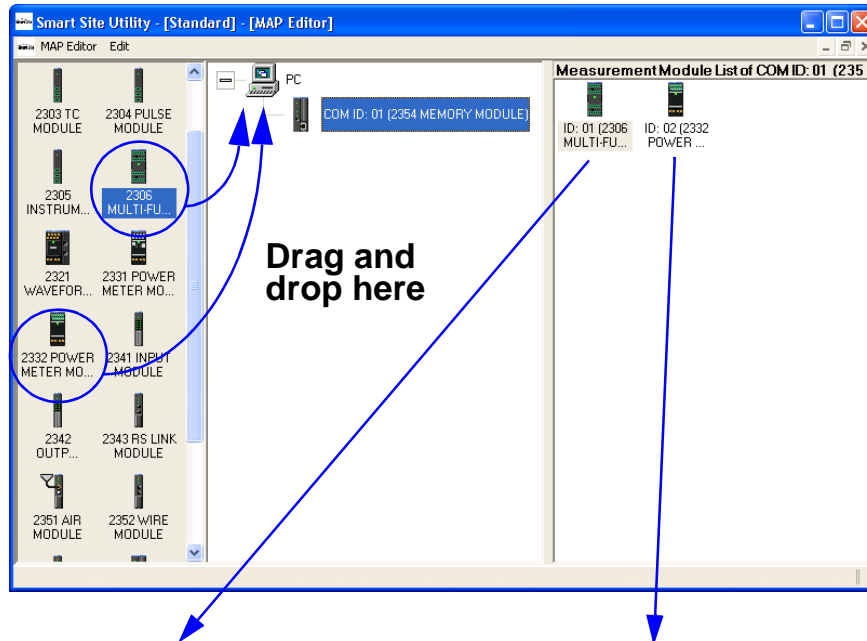 Smart Site Utility - [Standard] - [MAP Editor]
MAP Editor Edit
2303 TC
MODULE
2304 PULSE
MODULE
2305
INSTRUM...
2306
MULTI-FU...
2321
WAVEFOR...
2331 POWER
METER MO...
2332 POWER
METER MO...
2341 INPUT
MODULE
2342
OUTP...
2343 RS LINK
MODULE
2351 AIR
MODULE
2352 WIRE
MODULE
PC
COM ID: 01 (2354 MEMORY MODULE)
Drag and
drop here
Measurement Module List of COM ID: 01 (235
ID: 01 (2306
MULTI-FU...
ID: 02 (2332
POWER ...